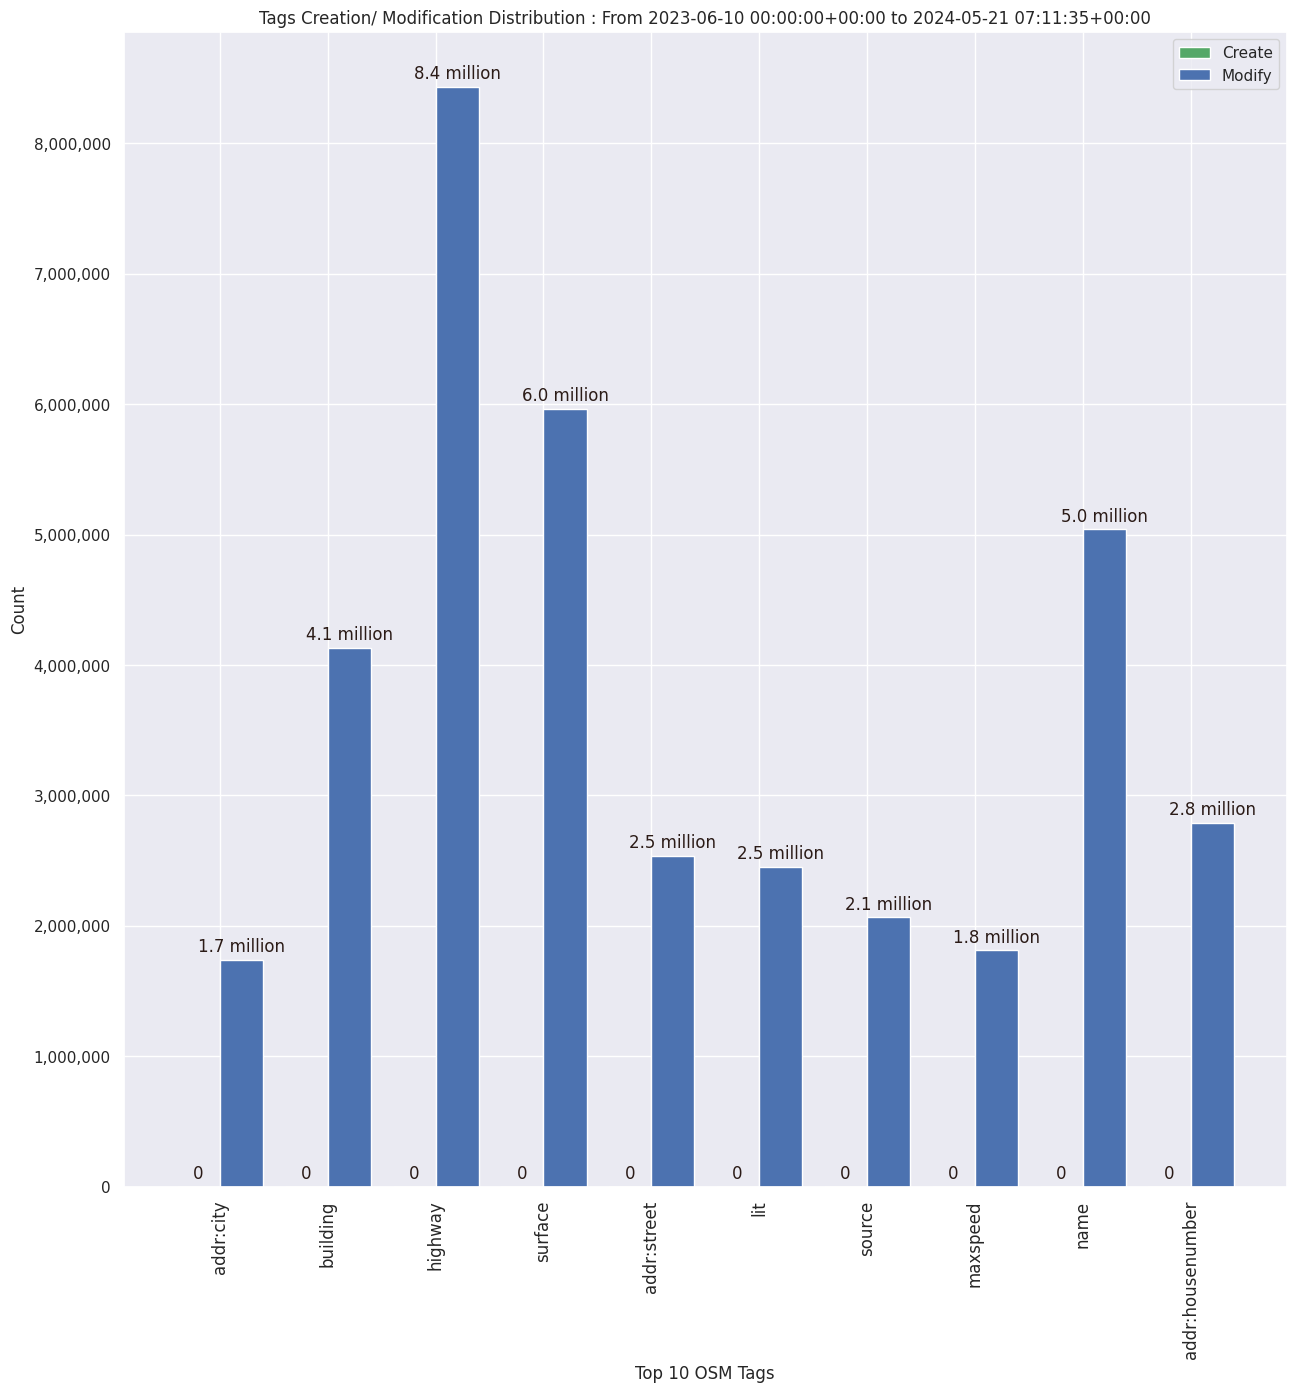 Tags Creation/ Modification Distribution : From 2023-06-10 00:00:00+00:00 to 2024-05-21 07:11:35+00:00
Create
Modify
8.4 million
8,000,000
7,000,000
6.0 million
6,000,000
5.0 million
5,000,000
4.1 million
4,000,000
3,000,000
2.8 million
2.5 million
2.5 million
2.1 million
2,000,000
1.8 million
1.7 million
1,000,000
0 0 0 0 0 0 0 0 0 0
0
Count
addr:city
building
highway
surface
addr:street
lit
source
maxspeed
name
addr:housenumber
Top 10 OSM Tags